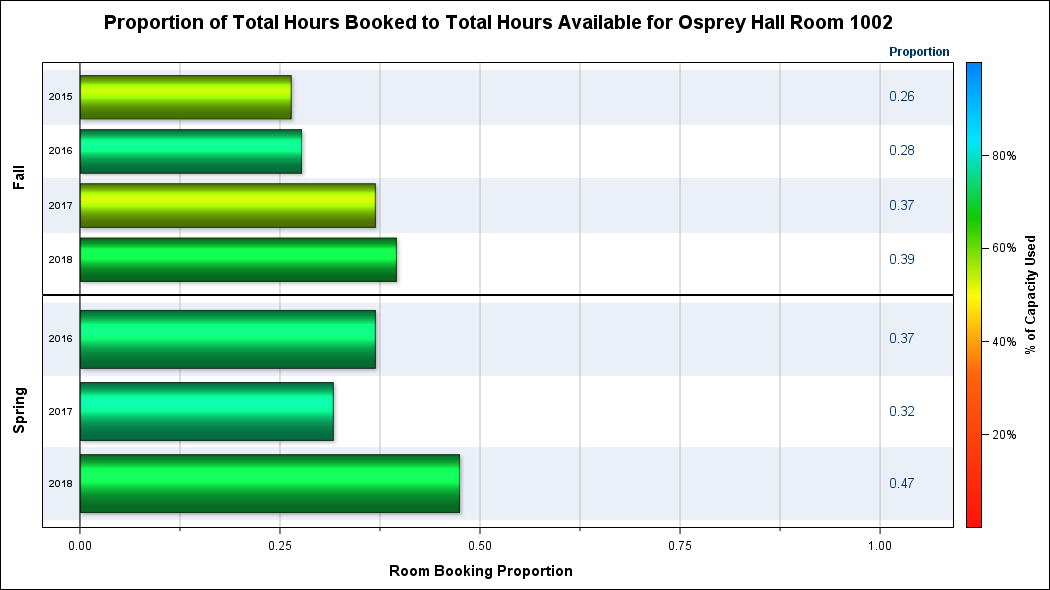 Proportion of Total Hours Booked to Total Hours Available for Osprey Hall Room 1002
Proportion
Fall
2015 0.26
2016 0.28
2017 0.37
2018 0.39
Spring
2016 0.37
2017 0.32
2018 0.47
0.00 0.25 0.50 0.75 1.00
Room Booking Proportion
80%
60%
40%
20%
% of Capacity Used